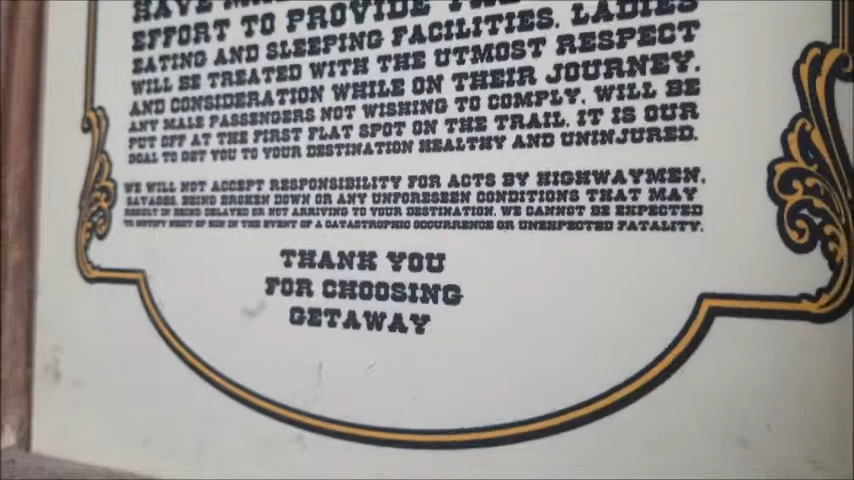 HAVE
EFFORT TO PROVIDE
EATING AND SLEEPING FACILITIES. LADIES
WILL BE TREATED WITH THE UTMOST RESPECT
AND CONSIDERATION WHILE ON THEIR JOURNEY.
ANY MALE PASSENGERS NOT WISHING TO COMPLY, WILL BE
PUT OFF AT THE FIRST FLAT SPOT ON THE TRAIL. IT IS OUR
GOAL TO GET YOU TO YOUR DESTINATION HEALTHY AND UNINJURED.
WE WILL NOT ACCEPT RESPONSIBILITY FOR ACTS BY HIGHWAYMEN,
SAVAGES, BEING BROKEN DOWN OR ANY UNFORESEEN CONDITIONS THAT MAY
RESULT IN BEING DELAYED OR NOT ARRIVING TO YOUR DESTINATION. WE CANNOT BE EXPECTED
TO NOTIFY NEXT OF KIN IN THE EVENT OF A CATASTROPHIC OCCURRENCE OR UNEXPECTED FATALITY.
THANK YOU
FOR CHOOSING
GETAWAY